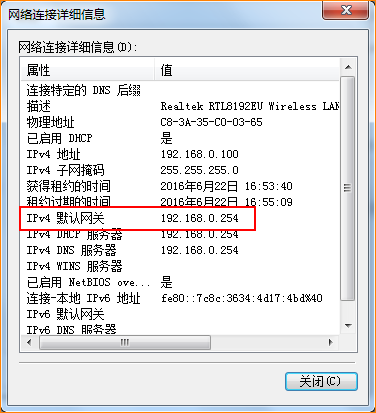 网络连接详细信息
网络连接详细信息(D):
属性 值
连接特定的 DNS 后缀
描述 Realtek RTL8192EU Wireless LAN
物理地址 C8-3A-35-C0-03-65
已启用 DHCP 是
IPv4 地址 192.168.0.100
IPv4 子网掩码 255.255.255.0
获得租约的时间 2016年6月22日 16:53:40
租约过期的时间 2016年6月22日 16:55:09
IPv4 默认网关 192.168.0.254
IPv4 DHCP 服务器 192.168.0.254
IPv4 DNS 服务器 192.168.0.254
IPv4 WINS 服务器
已启用 NetBIOS ove... 是
连接-本地 IPv6 地址 fe80::7c8c:3634:4d17:4bd%40
IPv6 默认网关
IPv6 DNS 服务器
关闭(C)